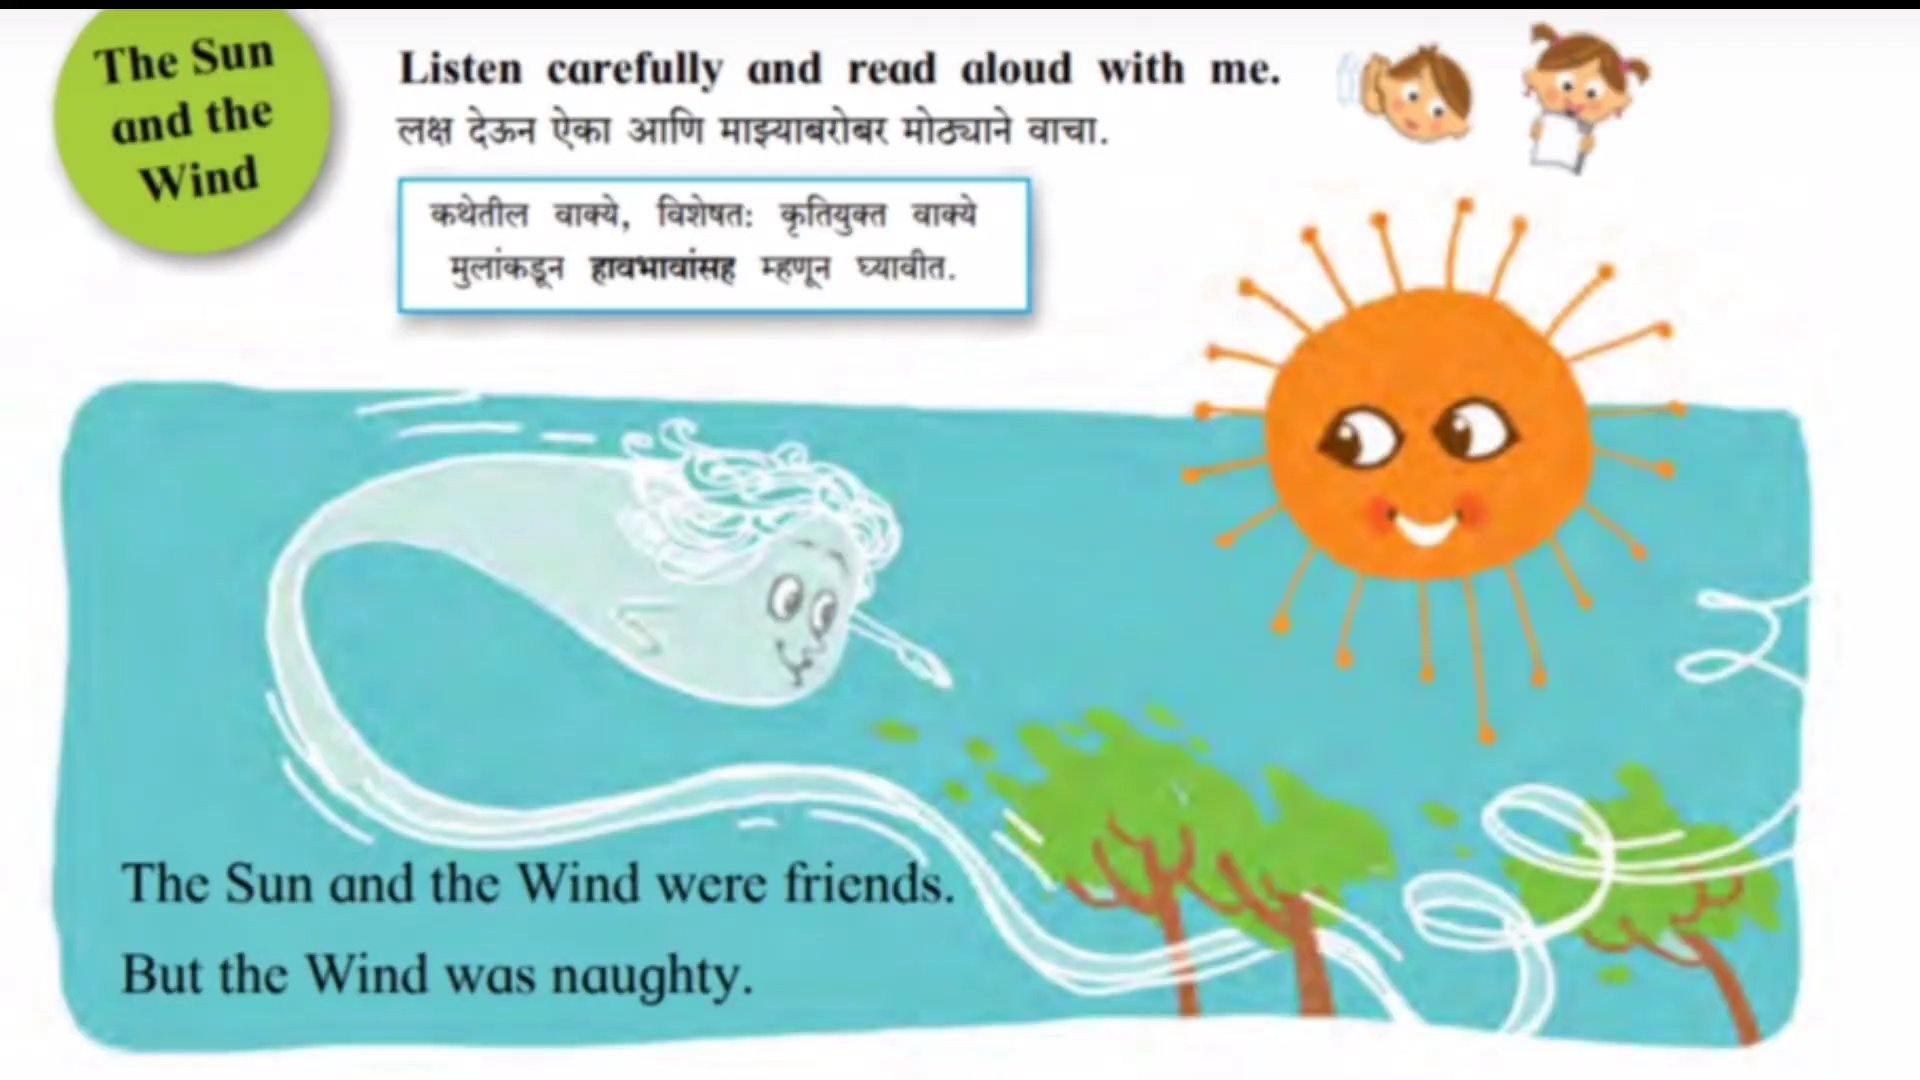 The Sun
and the
Wind
Listen carefully and read aloud with me.
लक्ष देऊन ऐका आणि माझ्याबरोबर मोठ्याने वाचा.
कथेतील वाक्ये, विशेषतः कृतियुक्त वाक्ये
मुलांकडून हावभावांसह म्हणून घ्यावीत.
The Sun and the Wind were friends.
But the Wind was naughty.